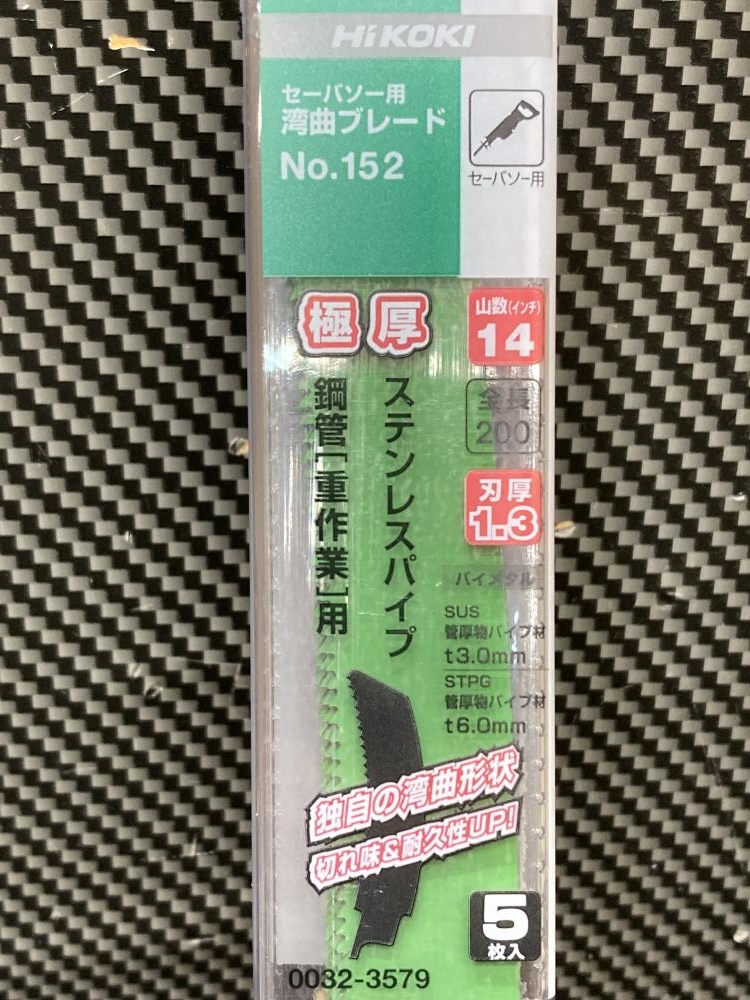 HiKOKI
セーバソー用
湾曲ブレード
No.152
セーバソー用
極厚
山数(インチ)
14
ステンレスパイプ
鋼管「重作業」用
全長
200
刃厚
1.3
バイメタル
SUS
管厚物パイプ材
t3.0mm
STPG
管厚物パイプ材
t6.0mm
独自の湾曲形状
切れ味&耐久性UP!
5
枚入
0032-3579